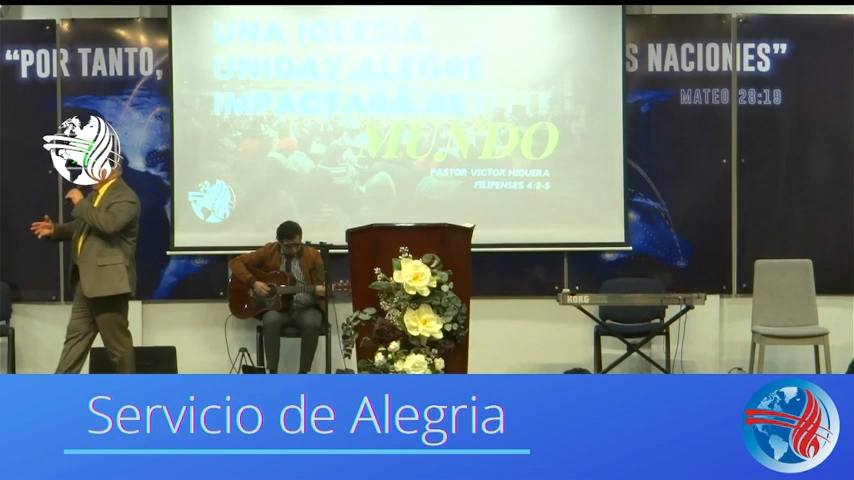 “POR TANTO,
S NACIONES”
MATEO 28:19
UNA IGLESIA
UNIDA Y ALEGRE
IMPACTARÁ
MUNDO
PASTOR VICTOR HIGUERA
FILIPENSES 4:2-5
KORG
Servicio de Alegria